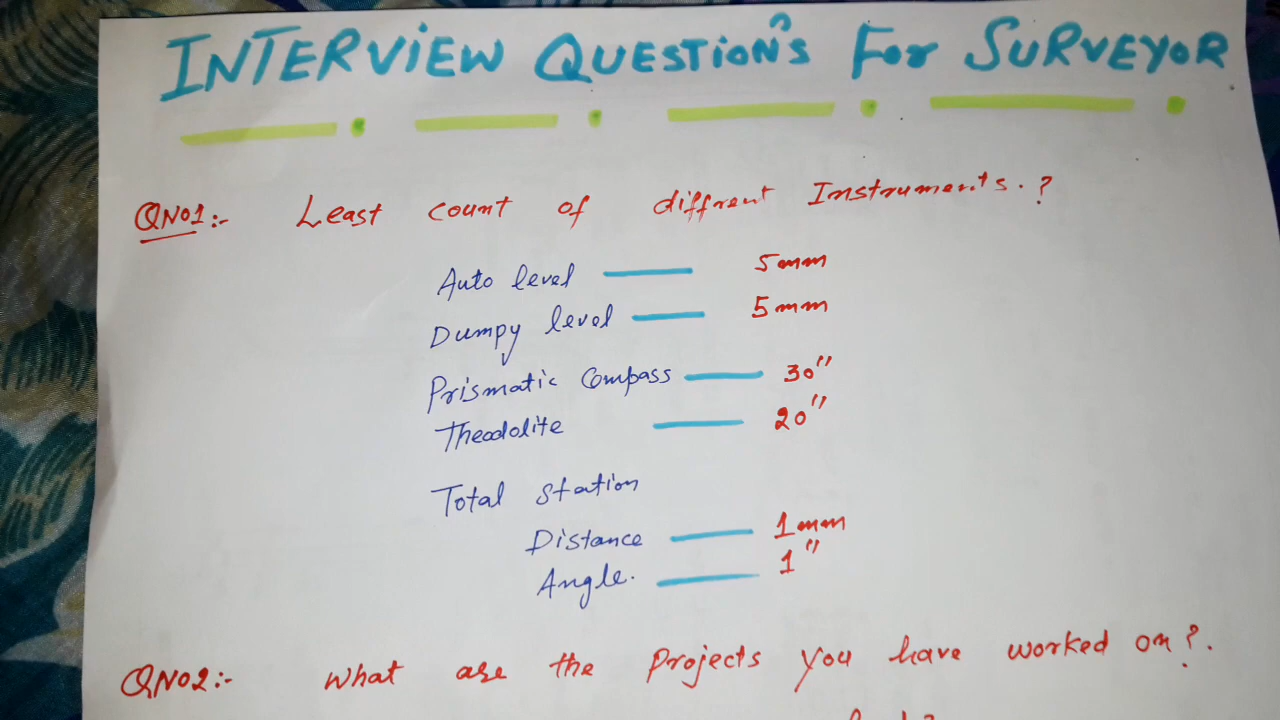 INTERVIEW QUESTIONS FOR SURVEYOR
QNO1:- Least count of diffrent Instruments.?
Auto level 5mm
Dumpy level 5mm
Prismatic Compass 30"
Theodolite 20"
Total station
Distance 1mm
Angle. 1"
QNO2:- What are the Projects you have worked on?.